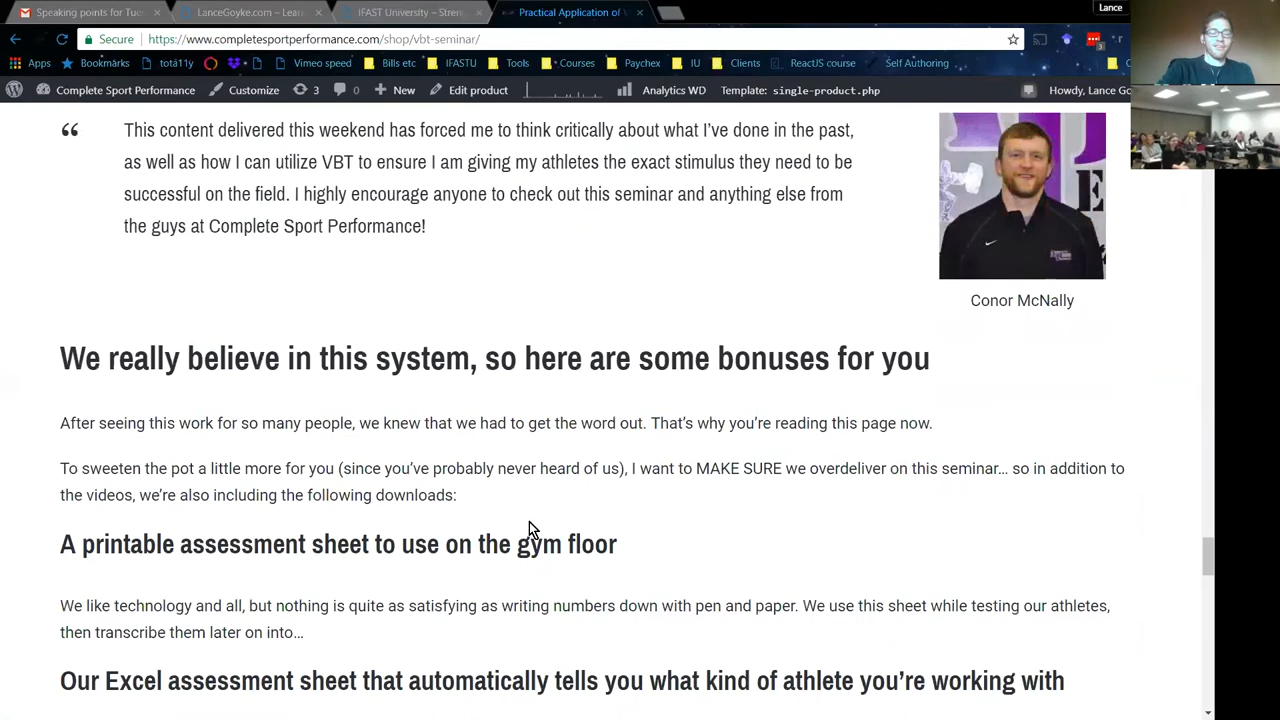 Speaking points for Tues
LanceGoyke.com – Learn
IFAST University – Stren
Practical Application of V
Lance
Secure
https://www.completesportperformance.com/shop/vbt-seminar/
3
Apps
Bookmarks
totá11y
Vimeo speed
Bills etc
IFASTU
Tools
Courses
Paychex
IU
Clients
ReactJS course
Self Authoring
Complete Sport Performance
Customize
3
0
New
Edit product
Analytics WD
Template: single-product.php
Howdy, Lance Go
“
This content delivered this weekend has forced me to think critically about what I’ve done in the past,
as well as how I can utilize VBT to ensure I am giving my athletes the exact stimulus they need to be
successful on the field. I highly encourage anyone to check out this seminar and anything else from
the guys at Complete Sport Performance!
Conor McNally
We really believe in this system, so here are some bonuses for you
After seeing this work for so many people, we knew that we had to get the word out. That’s why you’re reading this page now.
To sweeten the pot a little more for you (since you’ve probably never heard of us), I want to MAKE SURE we overdeliver on this seminar… so in addition to
the videos, we’re also including the following downloads:
A printable assessment sheet to use on the gym floor
We like technology and all, but nothing is quite as satisfying as writing numbers down with pen and paper. We use this sheet while testing our athletes,
then transcribe them later on into…
Our Excel assessment sheet that automatically tells you what kind of athlete you’re working with